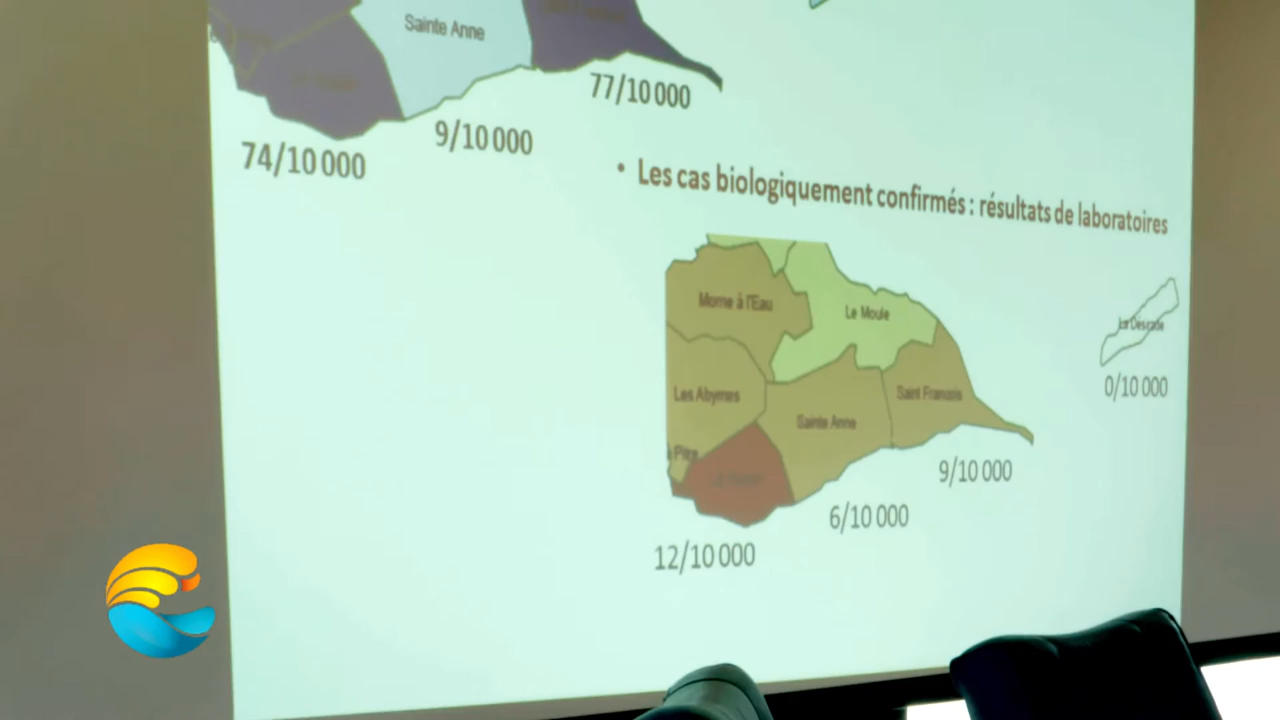 Sainte Anne
77/10 000
9/10 000
74/10 000
• Les cas biologiquement confirmés : résultats de laboratoires
Morne à l'Eau
Le Moule
La Désirade
0/10 000
Les Abymes
Saint François
Sainte Anne
à Pitre
9/10 000
6/10 000
12/10 000